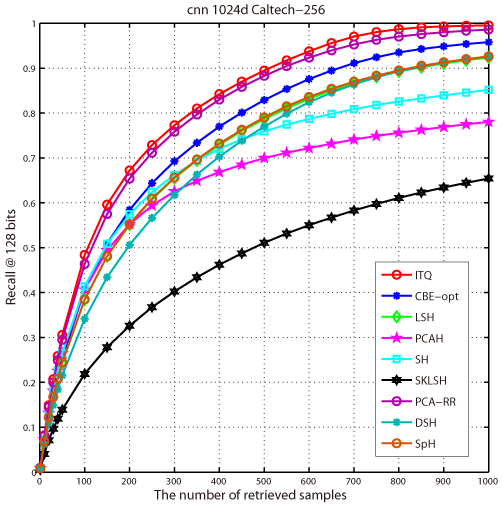 cnn 1024d Caltech−256
Recall @ 128 bits
1
0.9
0.8
0.7
0.6
0.5
0.4
0.3
0.2
0.1
0
0 100 200 300 400 500 600 700 800 900 1000
The number of retrieved samples
ITQ
CBE−opt
LSH
PCAH
SH
SKLSH
PCA−RR
DSH
SpH